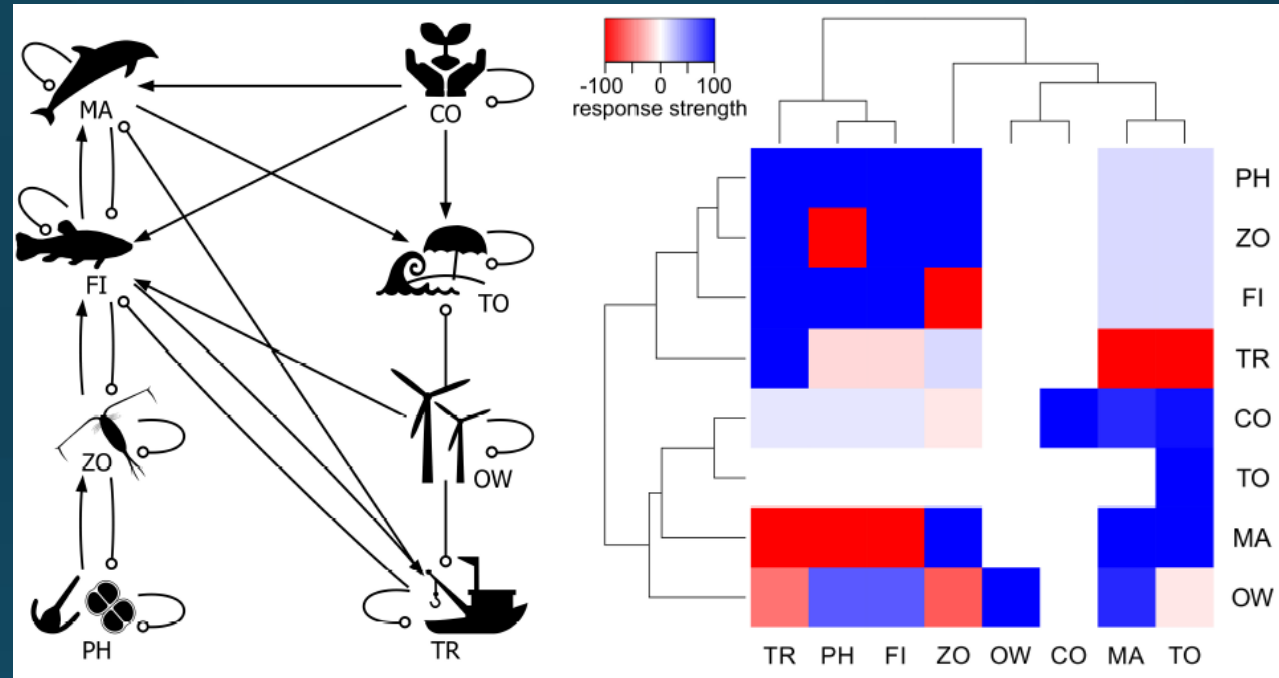 MA
CO
FI
TO
ZO
OW
PH
TR
-100 0 100
response strength
PH
ZO
FI
TR
CO
TO
MA
OW
TR PH FI ZO OW CO MA TO